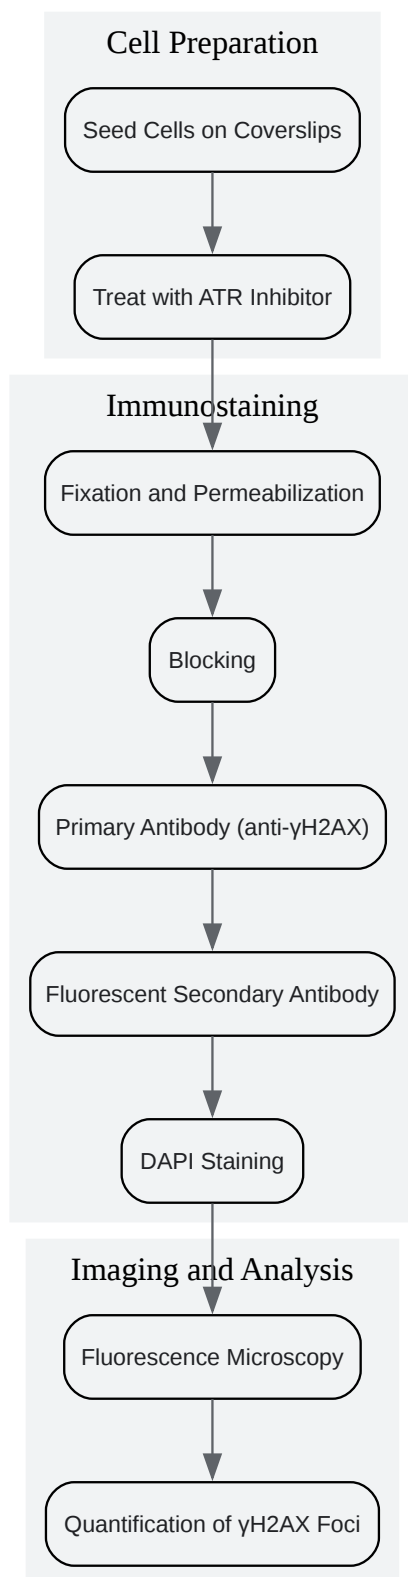 Cell Preparation
Seed Cells on Coverslips
Treat with ATR Inhibitor
Immunostaining
Fixation and Permeabilization
Blocking
Primary Antibody (anti-γH2AX)
Fluorescent Secondary Antibody
DAPI Staining
Imaging and Analysis
Fluorescence Microscopy
Quantification of γH2AX Foci